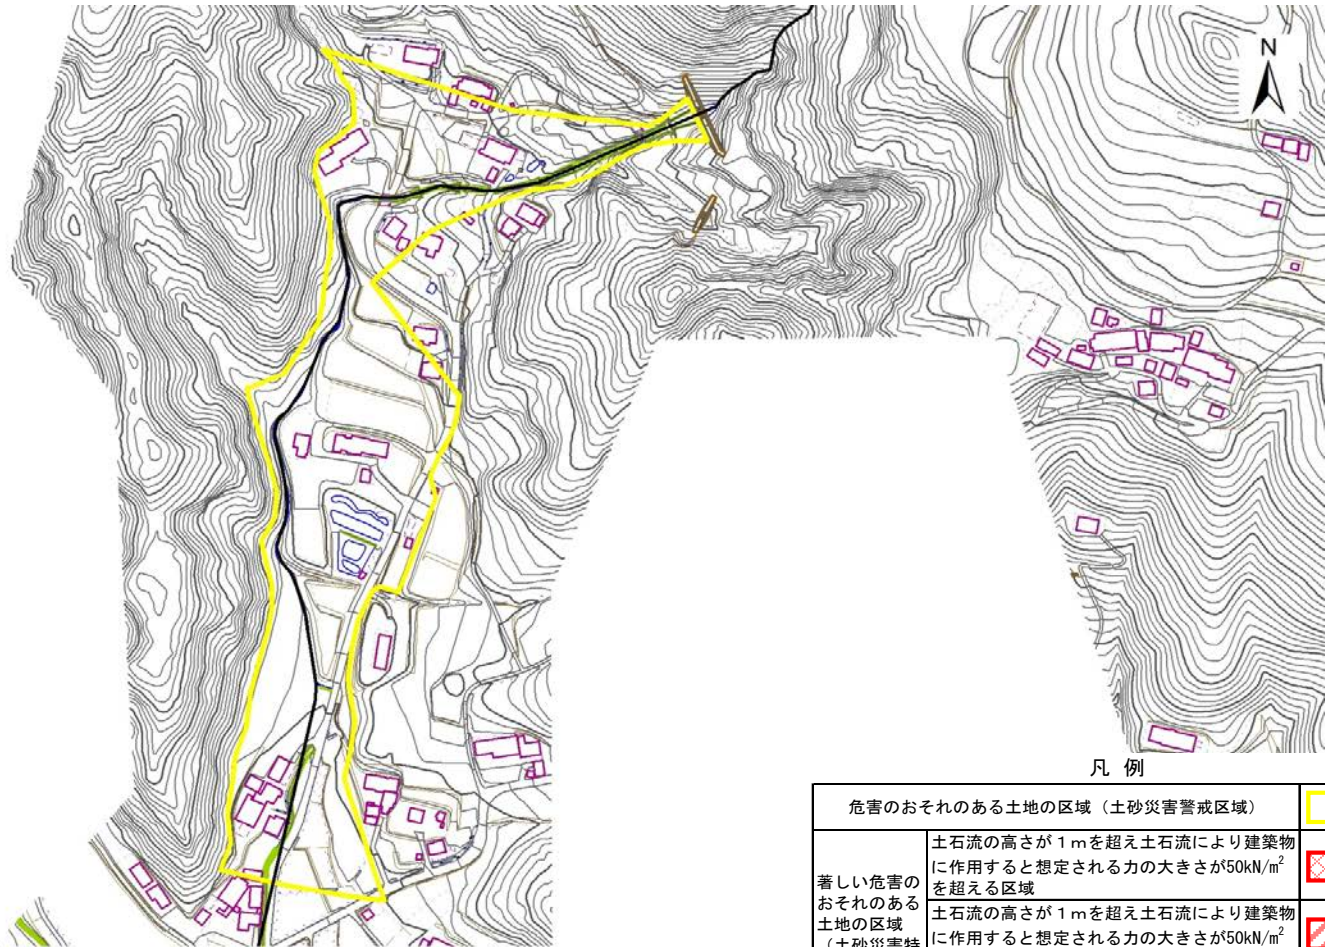 N
凡 例
危害のおそれのある土地の区域（土砂災害警戒区域）
土石流の高さが１ｍを超え土石流により建築物
に作用すると想定される力の大きさが50kN/m²
を超える区域
著しい危害の
おそれのある
土地の区域
（土砂災害特
土石流の高さが１ｍを超え土石流により建築物
に作用すると想定される力の大きさが50kN/m²